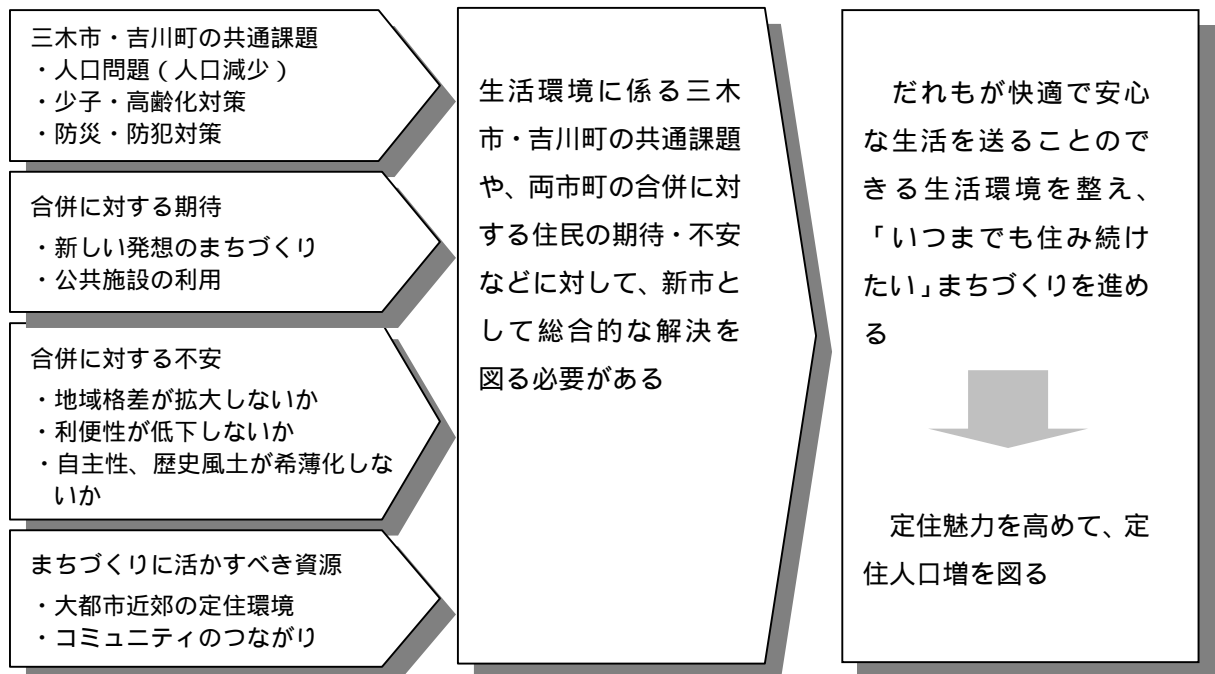 三木市・吉川町の共通課題
・人口問題（人口減少）
・少子・高齢化対策
・防災・防犯対策
合併に対する期待
・新しい発想のまちづくり
・公共施設の利用
合併に対する不安
・地域格差が拡大しないか
・利便性が低下しないか
・自主性、歴史風土が希薄化しな
いか
まちづくりに活かすべき資源
・大都市近郊の定住環境
・コミュニティのつながり
生活環境に係る三木
市・吉川町の共通課題
や、両市町の合併に対
する住民の期待・不安
などに対して、新市と
して総合的な解決を
図る必要がある
だれもが快適で安心
な生活を送ることので
きる生活環境を整え、
「いつまでも住み続け
たい」まちづくりを進め
る
定住魅力を高めて、定
住人口増を図る